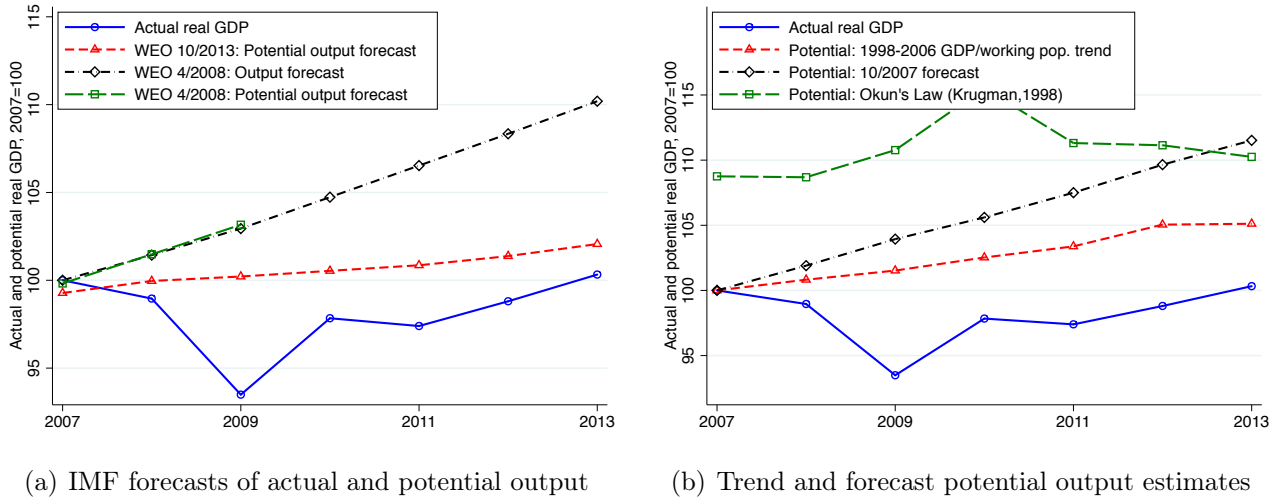 Actual real GDP
WEO 10/2013: Potential output forecast
WEO 4/2008: Output forecast
WEO 4/2008: Potential output forecast
Actual and potential real GDP, 2007=100
115
110
105
100
95
2007
2009
2011
2013
(a) IMF forecasts of actual and potential output
Actual real GDP
Potential: 1998-2006 GDP/working pop. trend
Potential: 10/2007 forecast
Potential: Okun's Law (Krugman,1998)
Actual and potential real GDP, 2007=100
115
110
105
100
95
2007
2009
2011
2013
(b) Trend and forecast potential output estimates